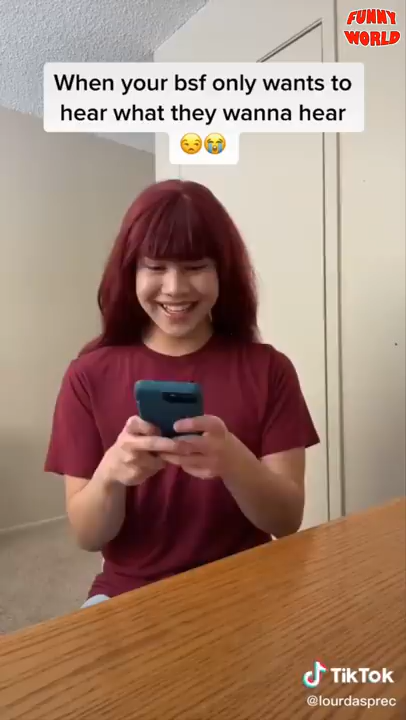 FUNNY
WORLD
When your bsf only wants to
hear what they wanna hear
😒😭
TikTok
@lourdasprec